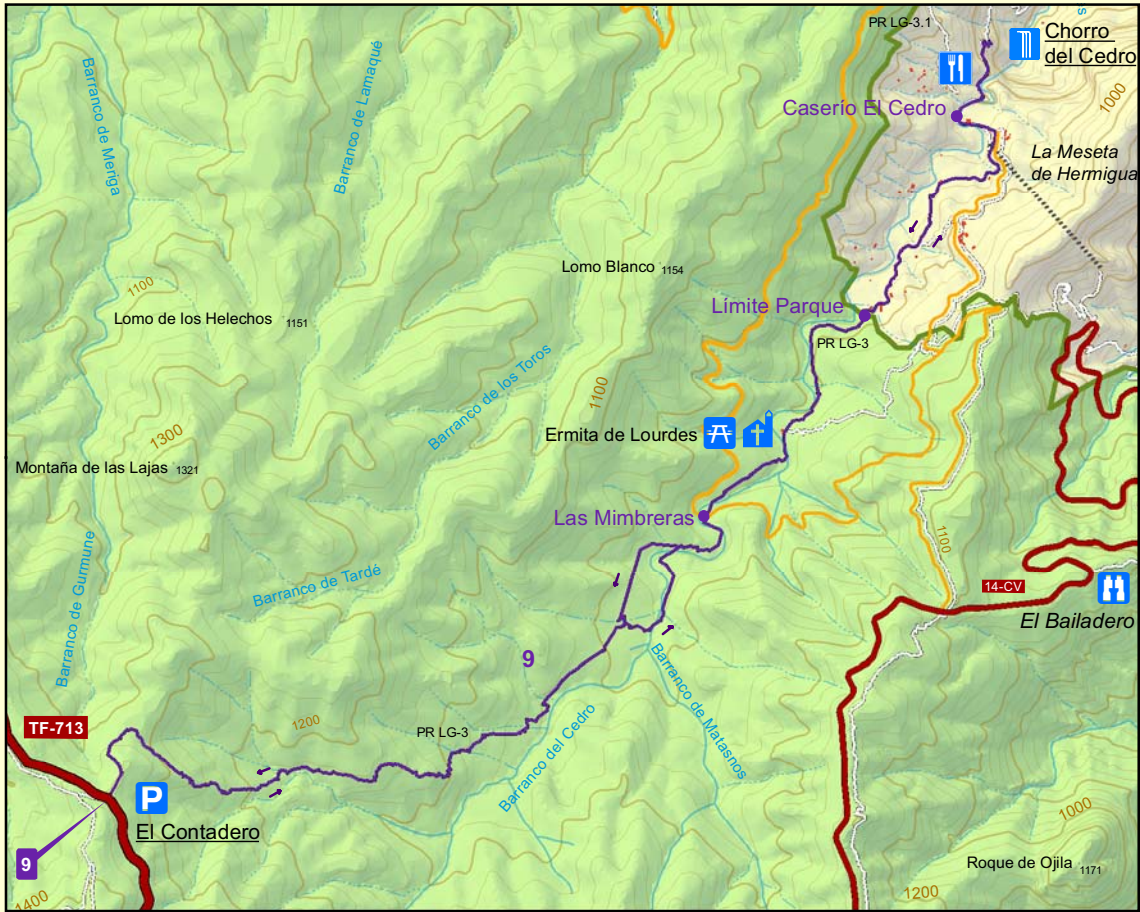 PR LG-3.1
s
Chorro
del Cedro
Barranco de Meriga
Barranco de Lamaqué
1000
Caserío El Cedro
La Meseta
de Hermigua
Lomo Blanco 1154
1100
Lomo de los Helechos 1151
Límite Parque
PR LG-3
Barranco de los Toros
1100
1300
Ermita de Lourdes
Montaña de las Lajas 1321
Las Mimbreras
1100
Barranco de Gurmune
Barranco de Tardé
14-CV
El Bailadero
9
Barranco de Matasnos
TF-713
1200
PR LG-3
Barranco del Cedro
P
El Contadero
1000
9
Roque de Ojila 1171
1400
1200